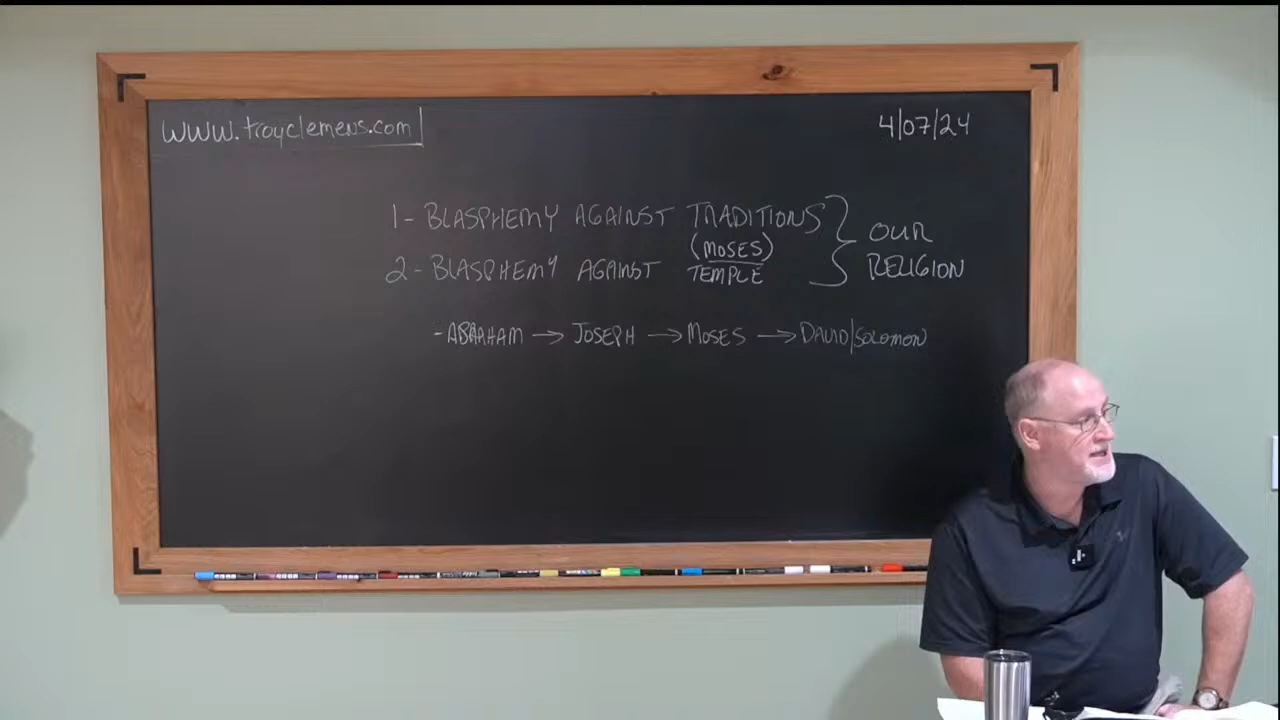 www.troyclemens.com
4/07/24
1- BLASPHEMY AGAINST TRADITIONS
(MOSES)
2- BLASPHEMY AGAINST TEMPLE
OUR
RELIGION
-ABRAHAM → JOSEPH → MOSES → DAVID/SOLOMON